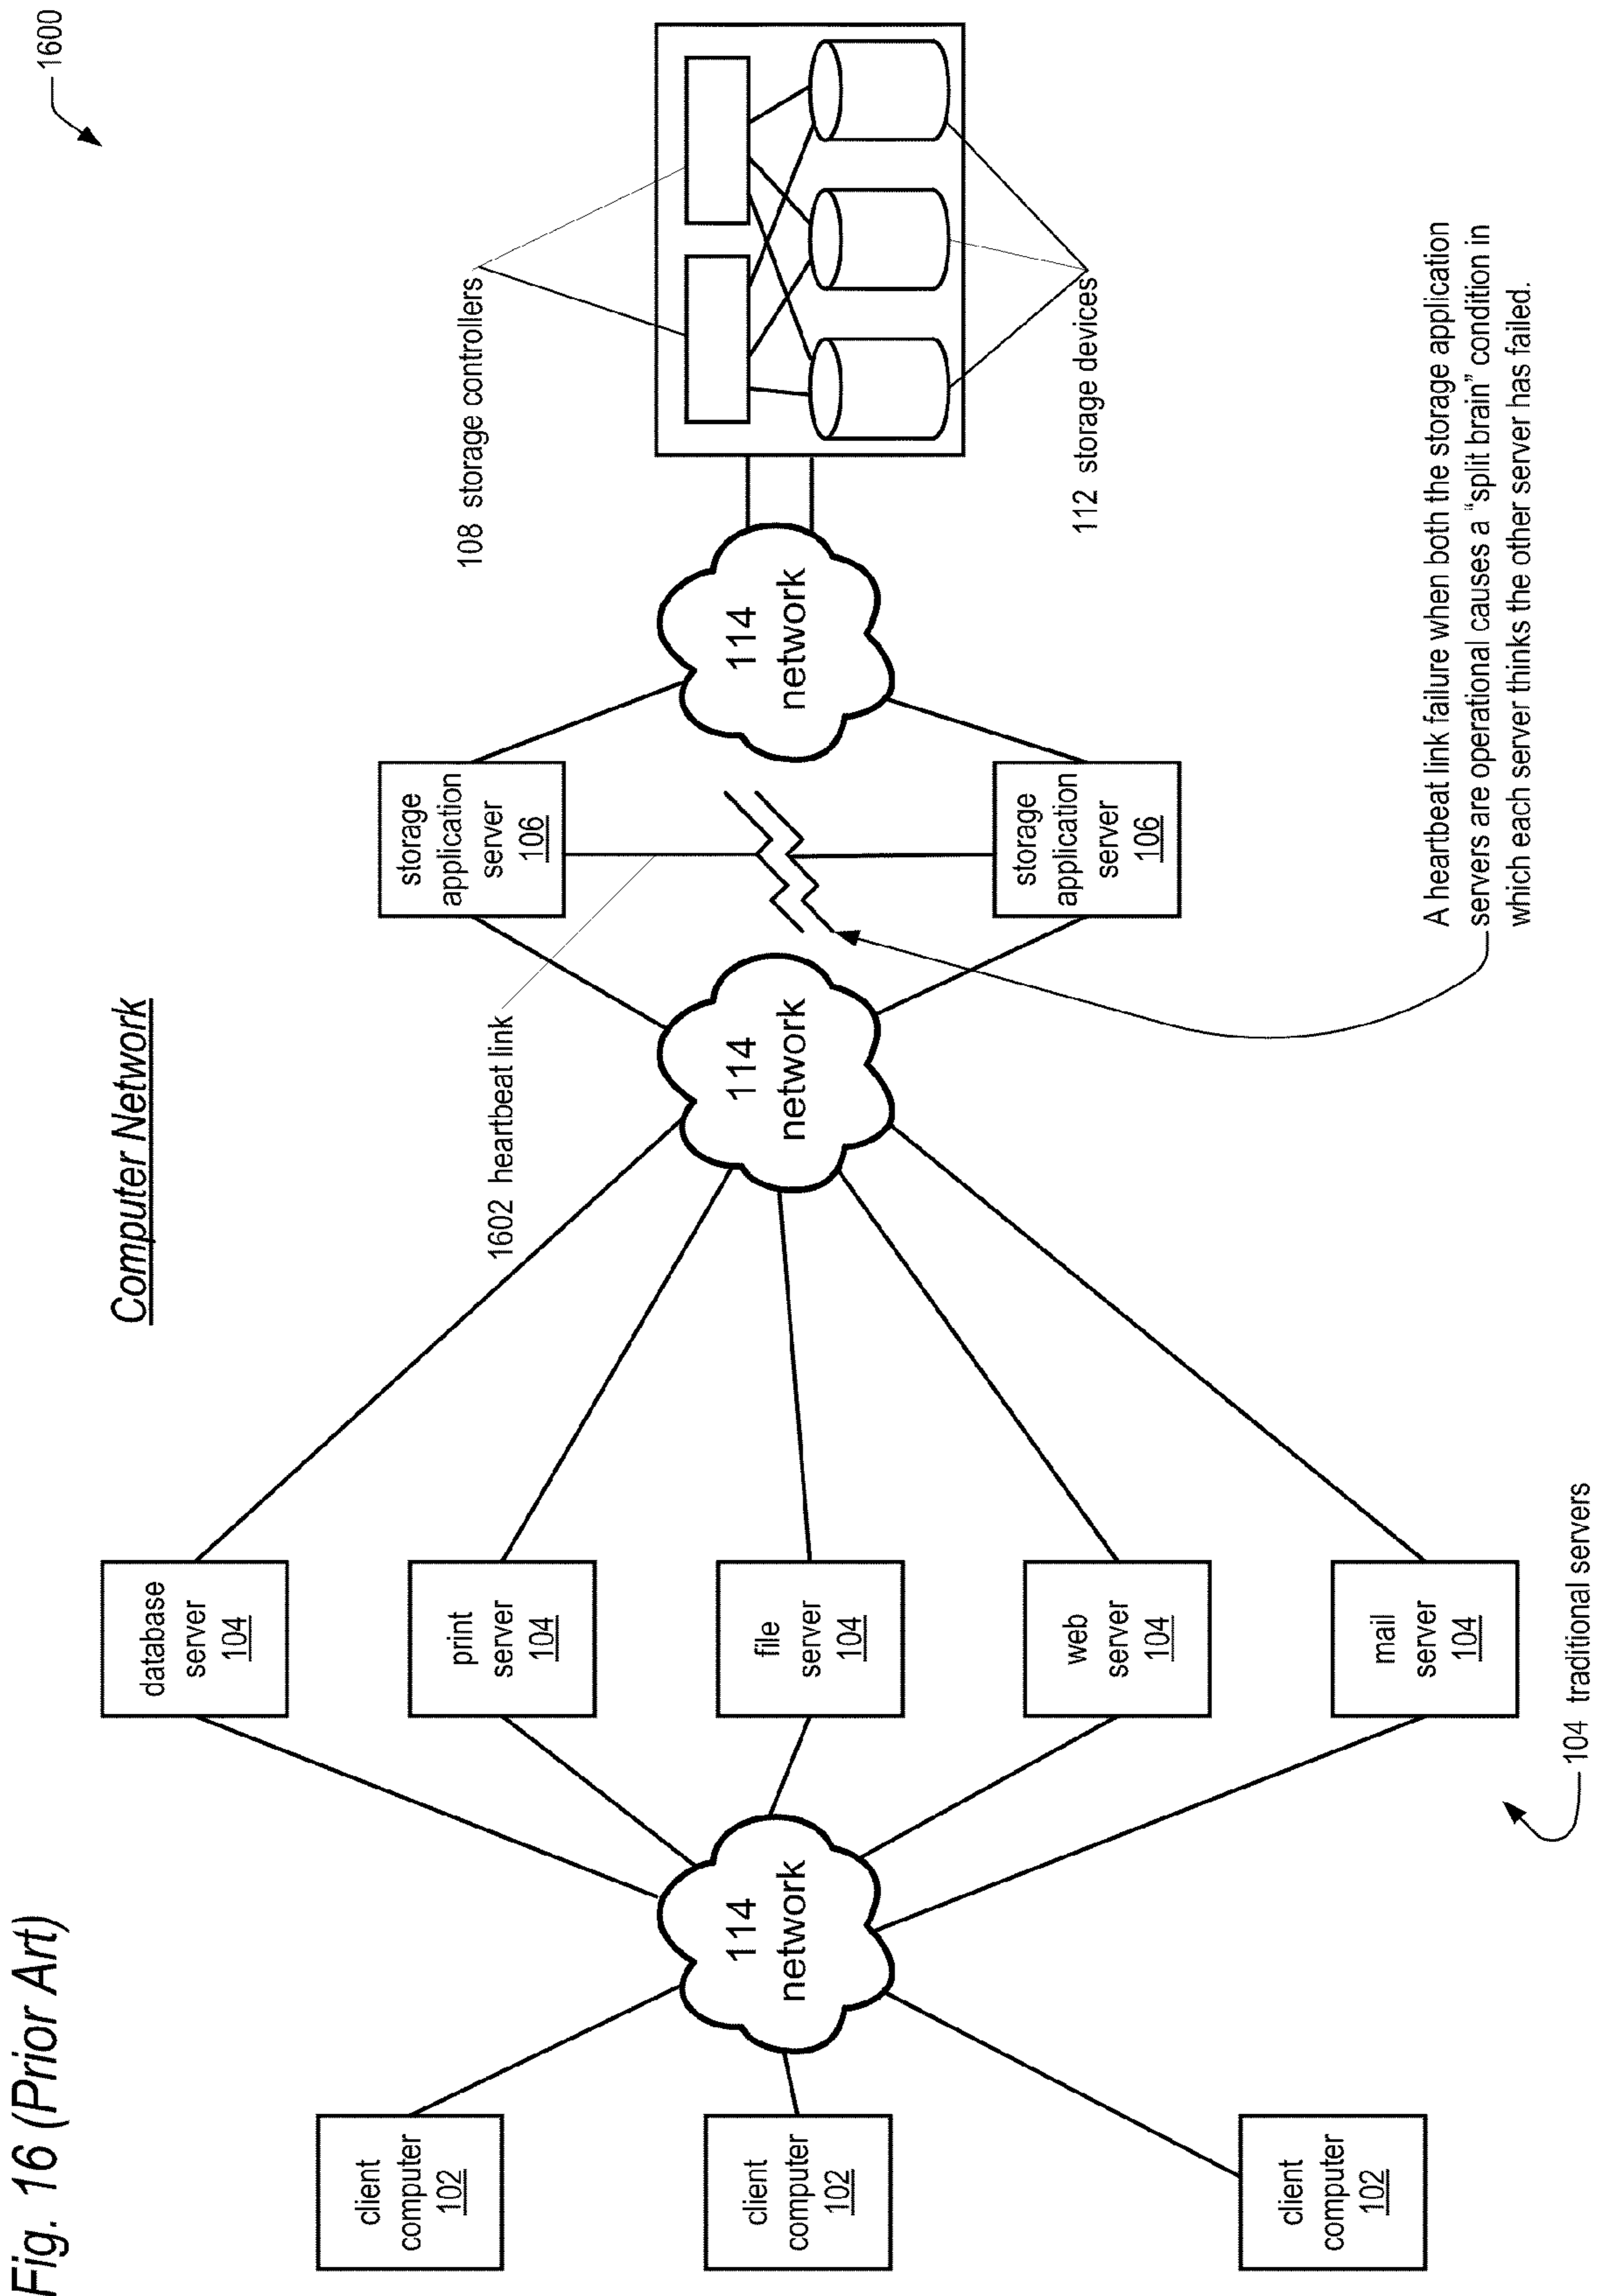 Fig. 16 (Prior Art)
Computer Network
1600
client
computer
102
client
computer
102
client
computer
102
114
network
database
server
104
print
server
104
file
server
104
web
server
104
mail
server
104
104 traditional servers
114
network
1602 heartbeat link
storage
application
server
106
storage
application
server
106
114
network
108 storage controllers
112 storage devices
A heartbeat link failure when both the storage application
servers are operational causes a “split brain” condition in
which each server thinks the other server has failed.